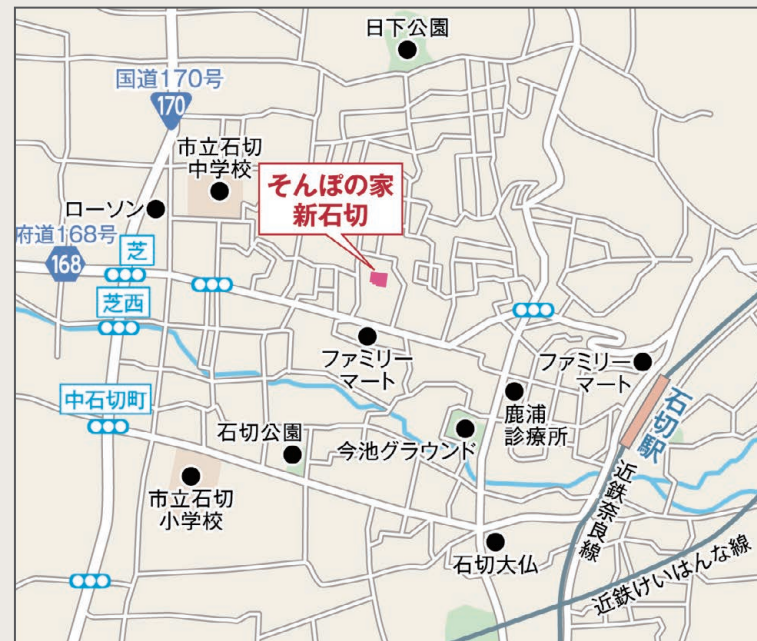 日下公園
国道170号
170
市立石切
中学校
そんぽの家
新石切
ローソン
府道168号
168
芝
芝西
ファミリー
マート
ファミリー
マート
石切駅
中石切町
石切公園
今池グラウンド
鹿浦
診療所
市立石切
小学校
近鉄奈良線
石切大仏
近鉄けいはんな線